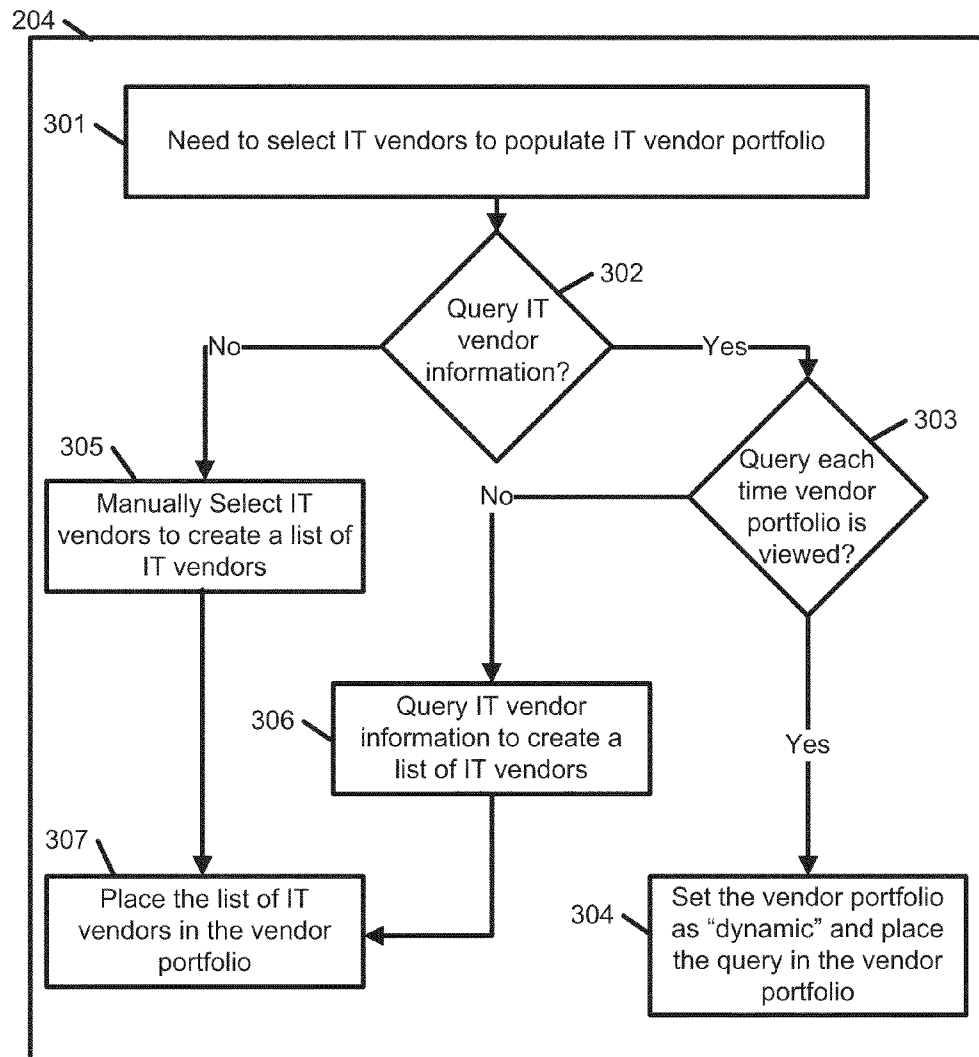 204
301
Need to select IT vendors to populate IT vendor portfolio
302
Query IT
vendor
information?
No
Yes
303
Query each
time vendor
portfolio is
viewed?
305
Manually Select IT
vendors to create a list of
IT vendors
No
306
Query IT vendor
information to create a
list of IT vendors
Yes
307
Place the list of IT
vendors in the vendor
portfolio
304
Set the vendor portfolio
as “dynamic” and place
the query in the vendor
portfolio